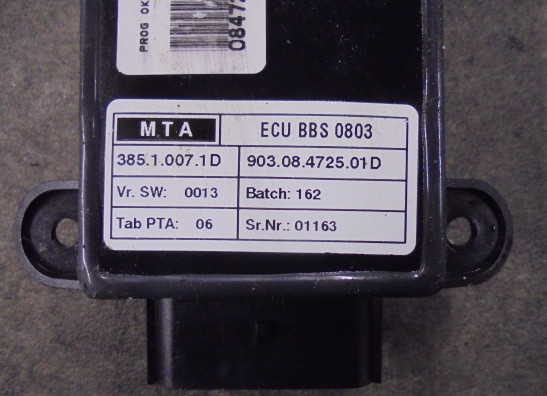 PROG OK
MTA ECU BBS 0803
385.1.007.1D 903.08.4725.01D
Vr. SW: 0013 Batch: 162
Tab PTA: 06 Sr.Nr.: 01163